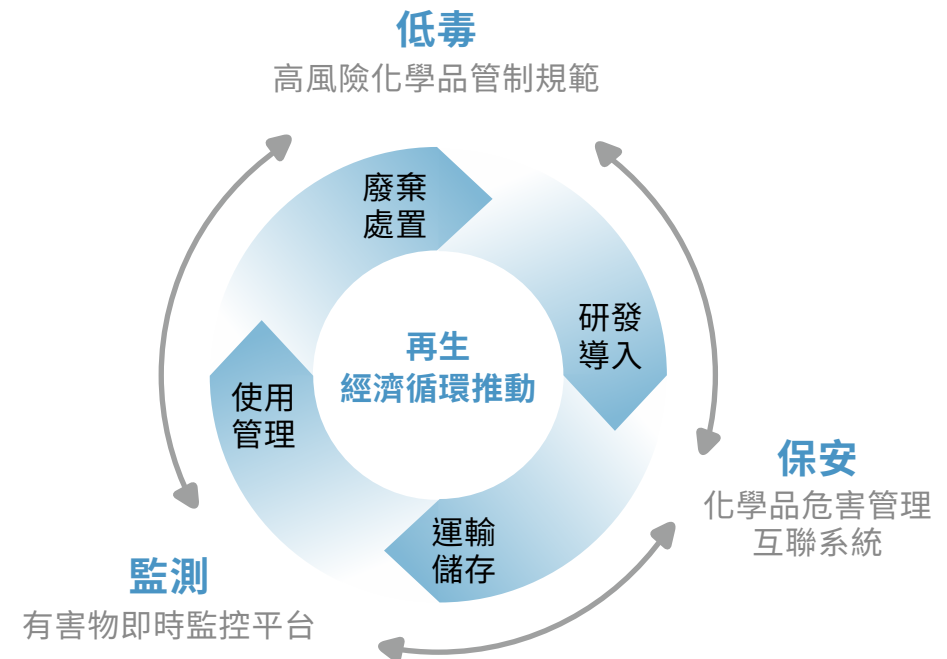 低毒
高風險化學品管制規範
廢棄
處置
研發
導入
再生
經濟循環推動
使用
管理
運輸
儲存
保安
化學品危害管理
互聯系統
監測
有害物即時監控平台